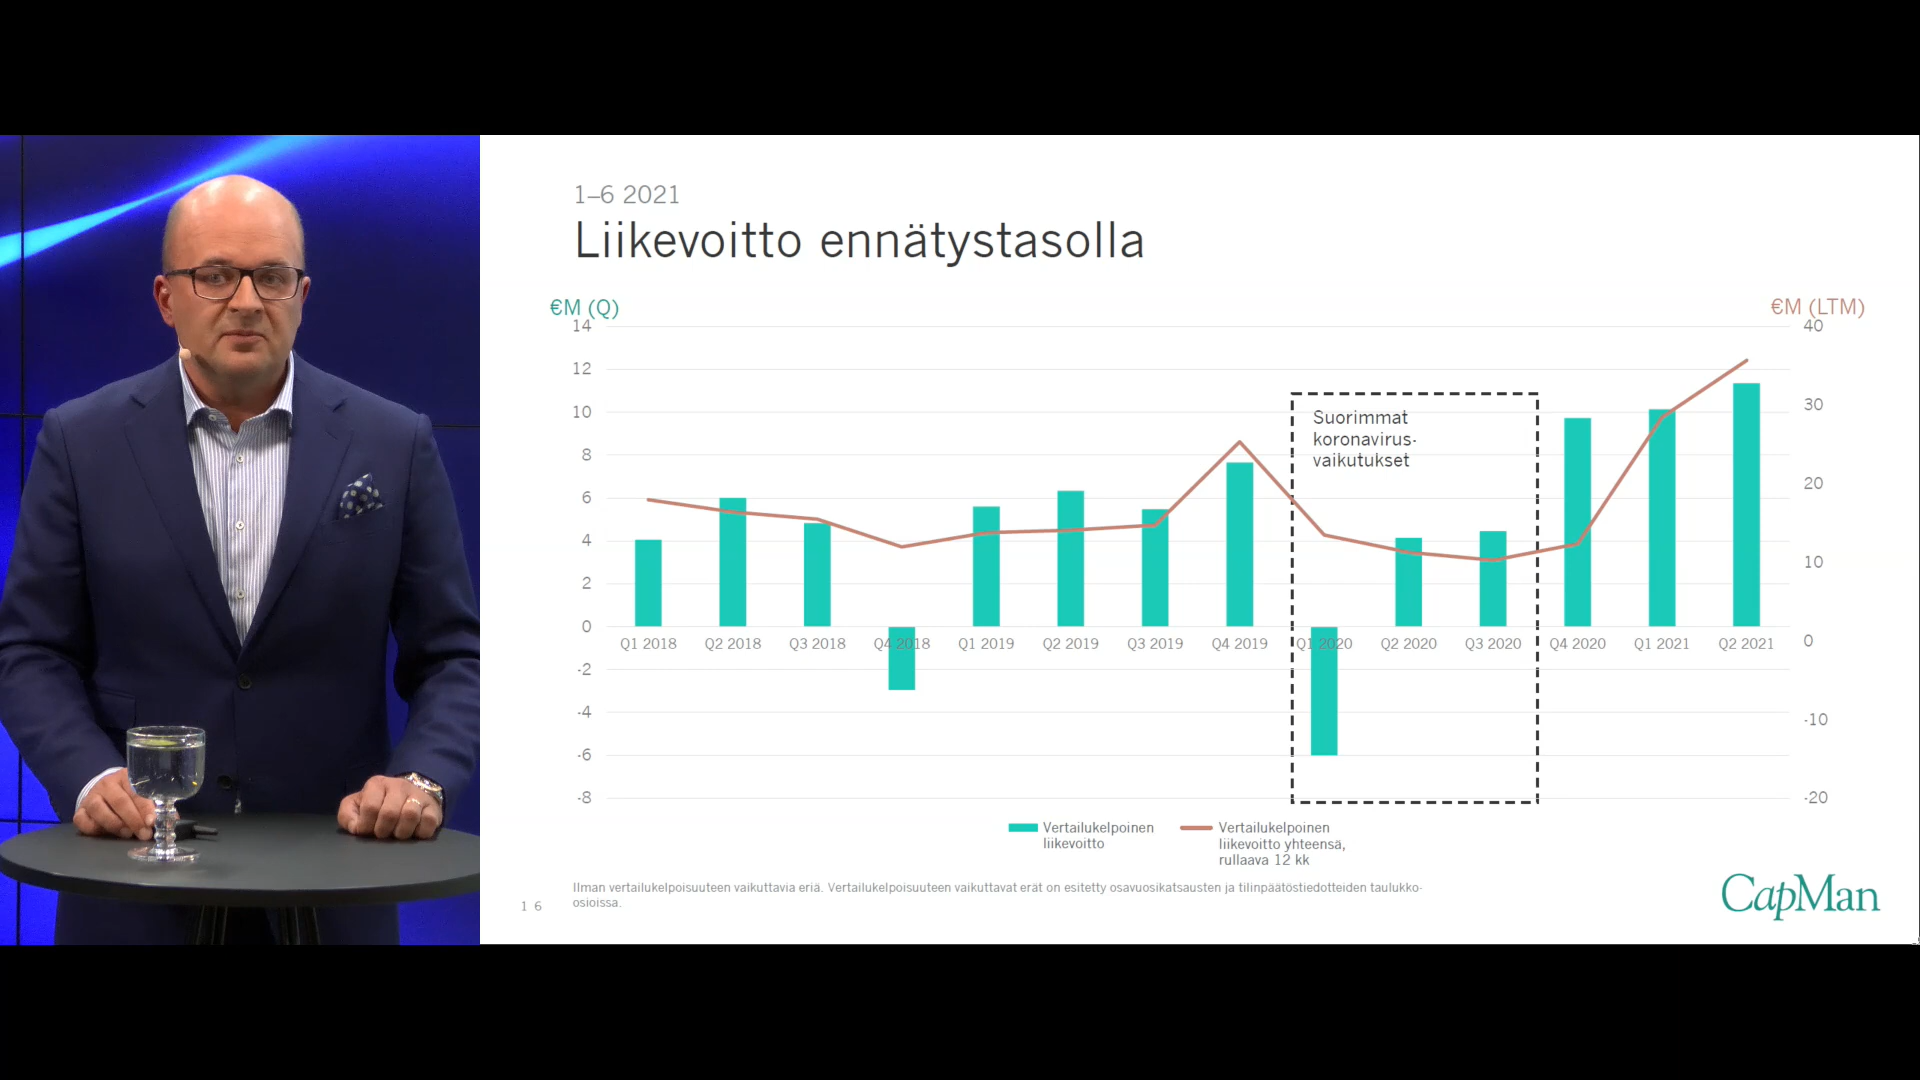 1–6 2021
Liikevoitto ennätystasolla
€M (Q)
€M (LTM)
14
12
10
8
6
4
2
0
-2
-4
-6
-8
40
30
20
10
0
-10
-20
Suorimmat
koronavirus-
vaikutukset
Q1 2018 Q2 2018 Q3 2018 Q4 2018 Q1 2019 Q2 2019 Q3 2019 Q4 2019 Q1 2020 Q2 2020 Q3 2020 Q4 2020 Q1 2021 Q2 2021
Vertailukelpoinen
liikevoitto
Vertailukelpoinen
liikevoitto yhteensä,
rullaava 12 kk
Ilman vertailukelpoisuuteen vaikuttavia eriä. Vertailukelpoisuuteen vaikuttavat erät on esitetty osavuosikatsausten ja tilinpäätöstiedotteiden taulukko-
osioissa.
16
CapMan